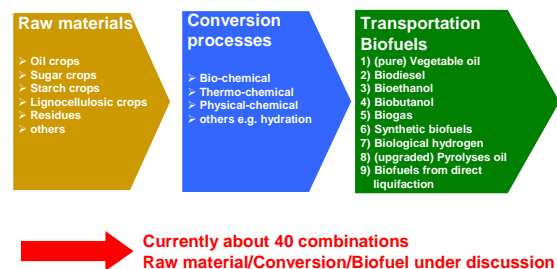 Raw materials
➢ Oil crops
➢ Sugar crops
➢ Starch crops
➢ Lignocellulosic crops
➢ Residues
➢ others
Conversion
processes
➢ Bio-chemical
➢ Thermo-chemical
➢ Physical-chemical
➢ others e.g. hydration
Transportation
Biofuels
1) (pure) Vegetable oil
2) Biodiesel
3) Bioethanol
4) Biobutanol
5) Biogas
6) Synthetic biofuels
7) Biological hydrogen
8) (upgraded) Pyrolyses oil
9) Biofuels from direct
liquifaction
Currently about 40 combinations
Raw material/Conversion/Biofuel under discussion